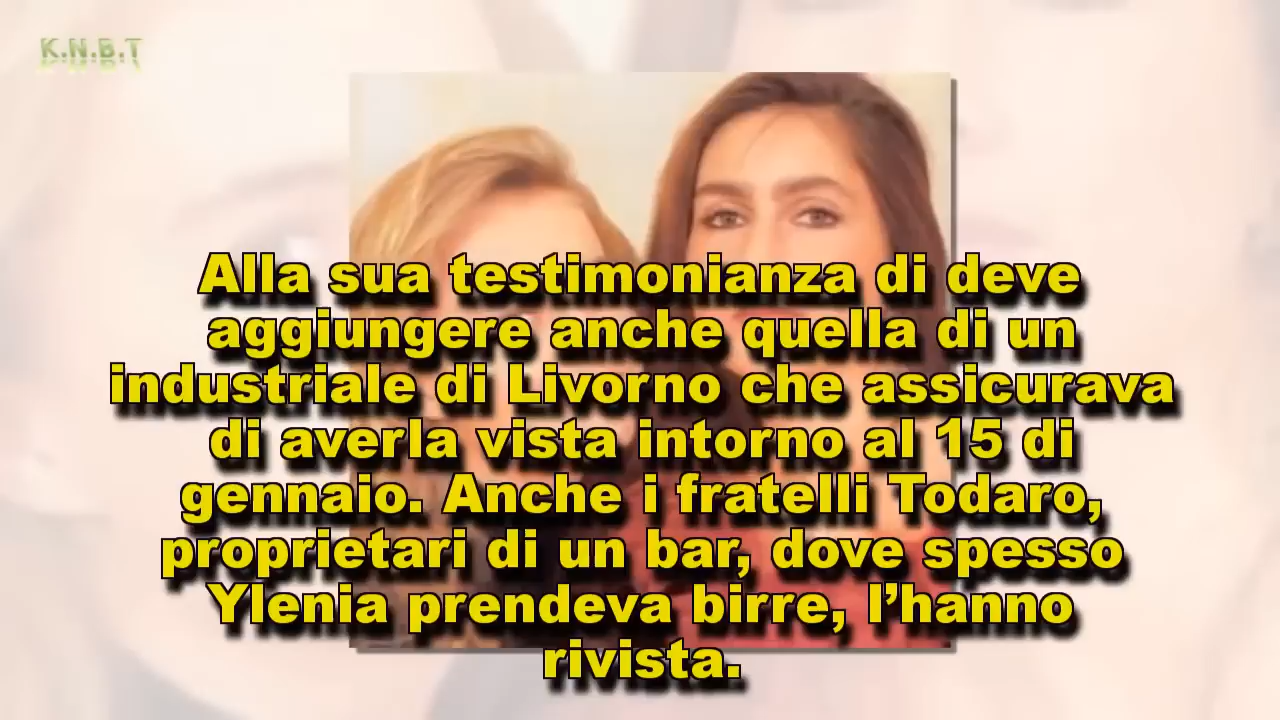 K.N.B.T
Alla sua testimonianza di deve
aggiungere anche quella di un
industriale di Livorno che assicurava
di averla vista intorno al 15 di
gennaio. Anche i fratelli Todaro,
proprietari di un bar, dove spesso
Ylenia prendeva birre, l’hanno
rivista.